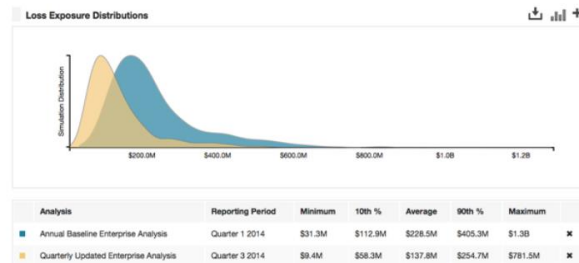 Loss Exposure Distributions
Simulation Distribution
$200.0M $400.0M $600.0M $800.0M $1.0B $1.2B
Analysis Reporting Period Minimum 10th % Average 90th % Maximum
Annual Baseline Enterprise Analysis Quarter 1 2014 $31.3M $112.9M $228.5M $405.3M $1.3B
Quarterly Updated Enterprise Analysis Quarter 3 2014 $9.4M $58.3M $137.8M $254.7M $781.5M